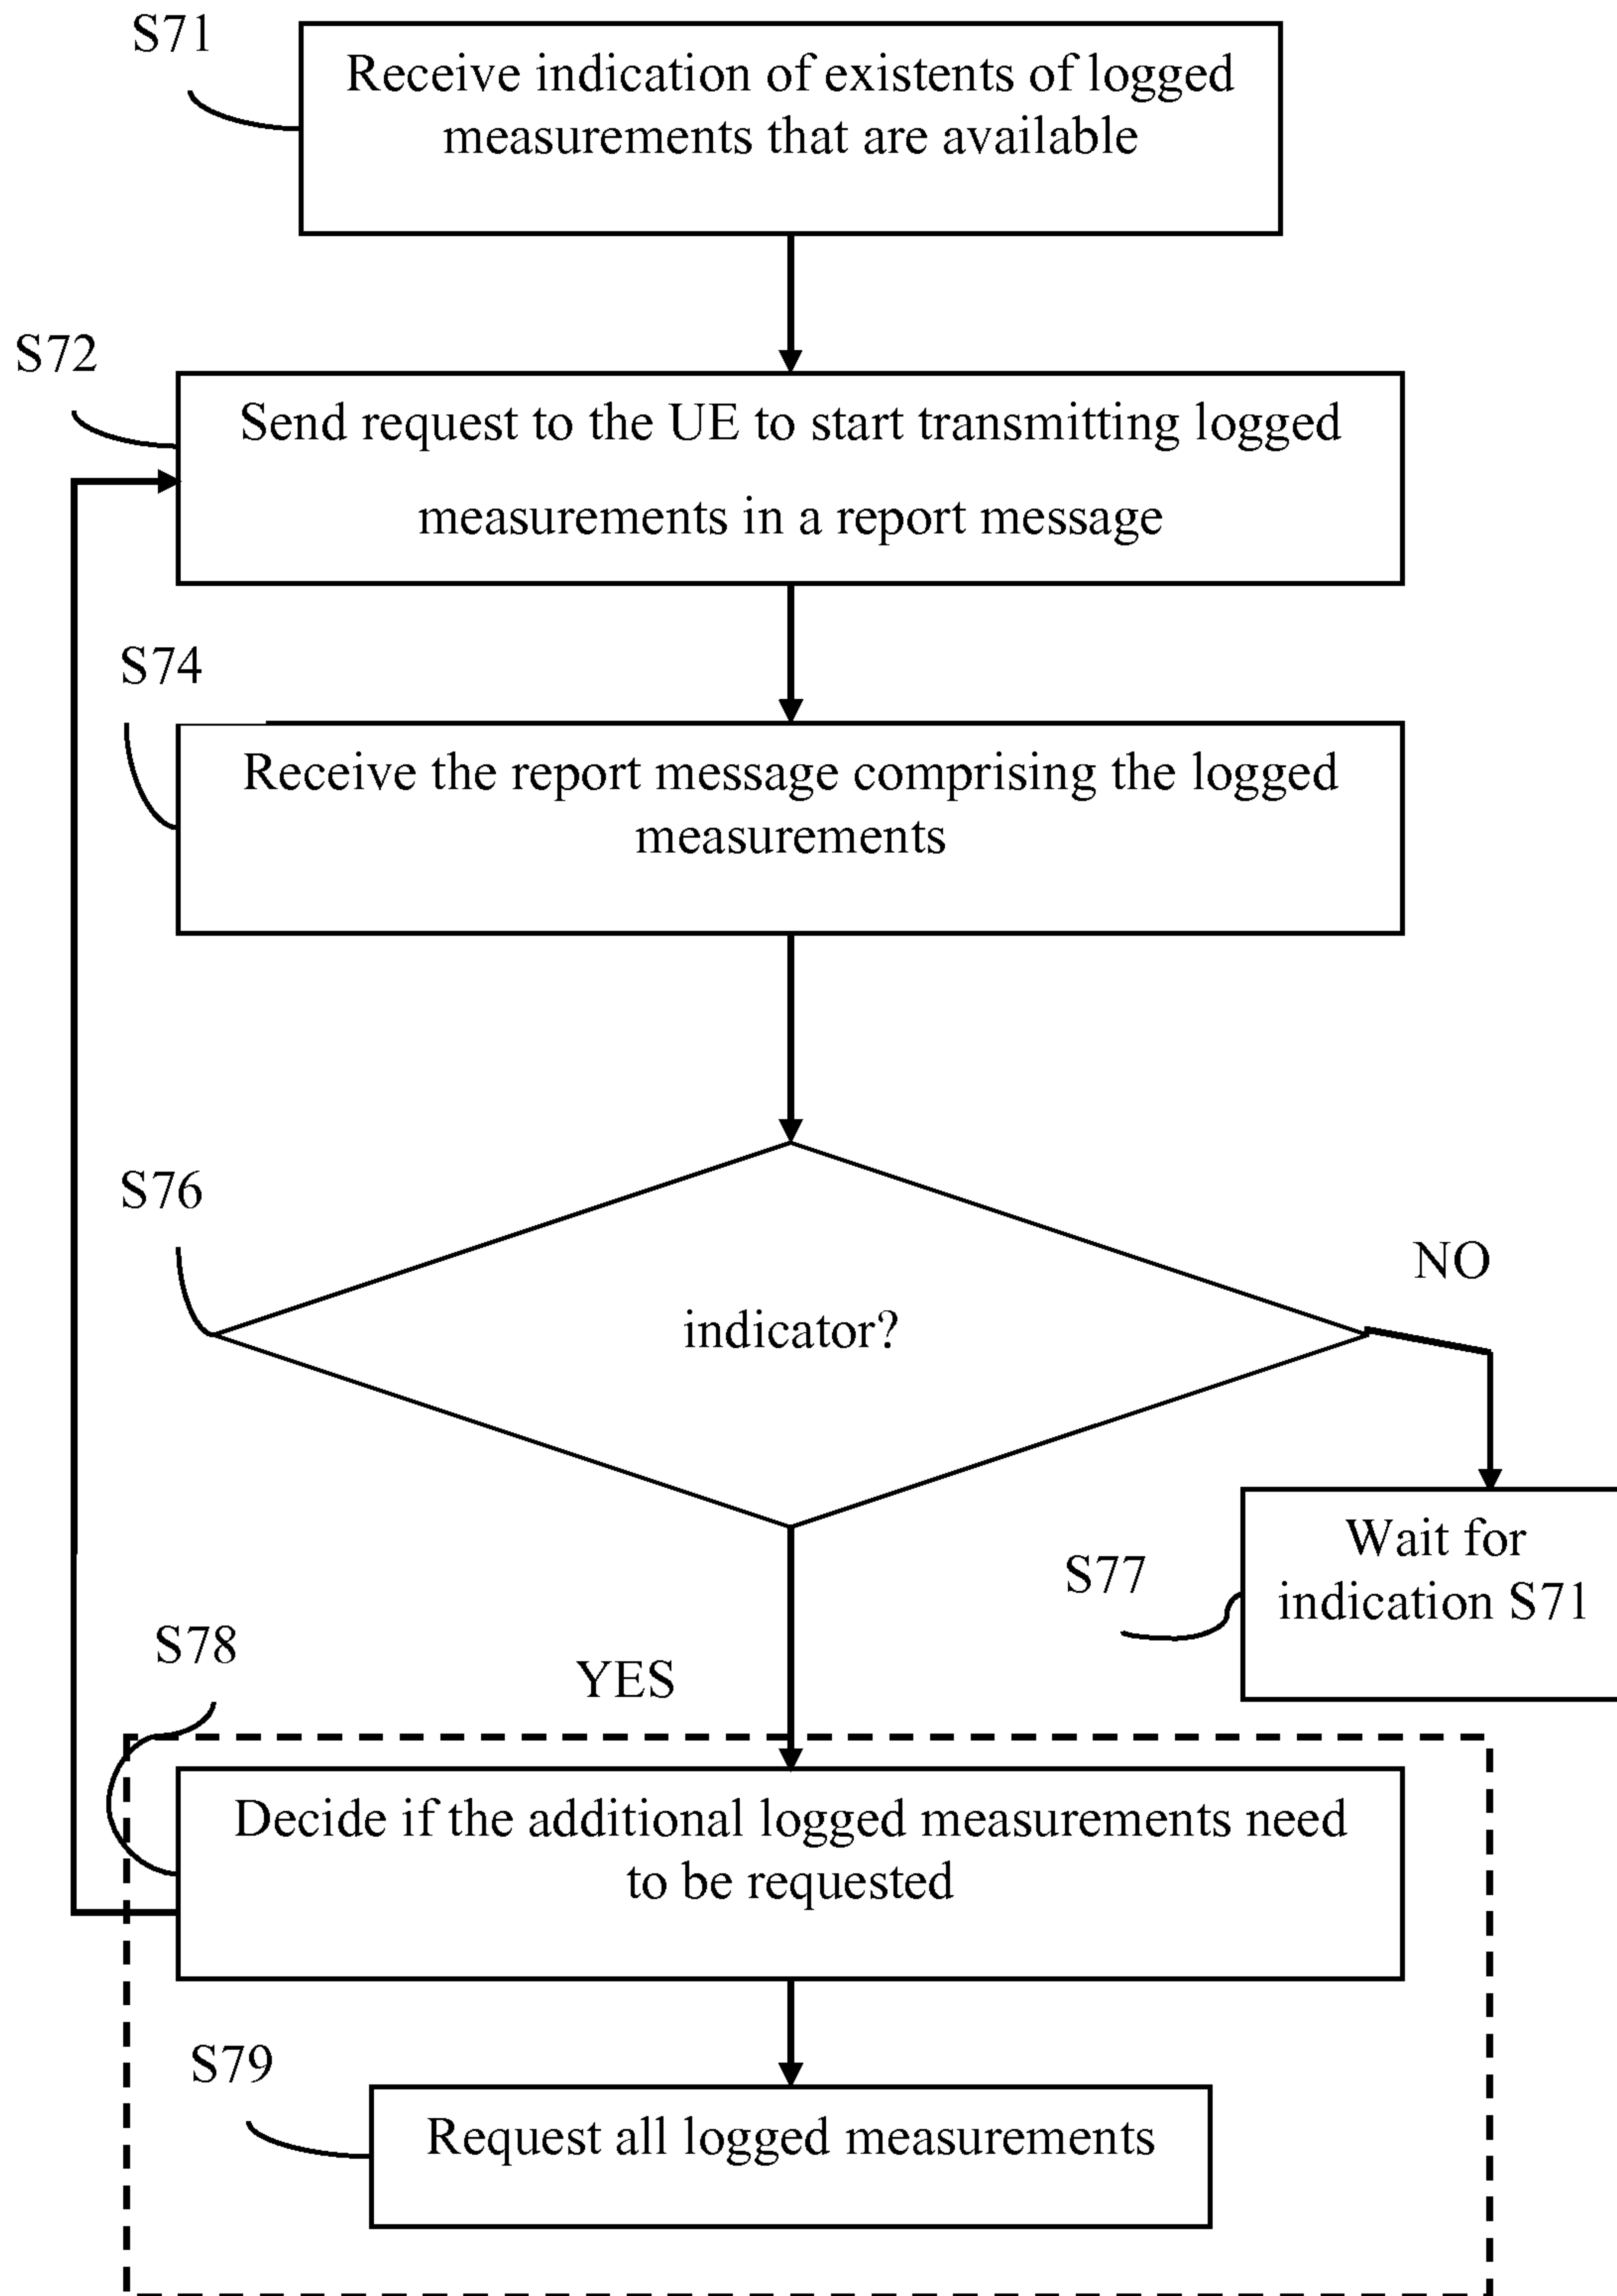 S71
Receive indication of existents of logged
measurements that are available
S72
Send request to the UE to start transmitting logged
measurements in a report message
S74
Receive the report message comprising the logged
measurements
S76
indicator?
NO
Wait for
indication S71
S77
YES
S78
Decide if the additional logged measurements need
to be requested
S79
Request all logged measurements